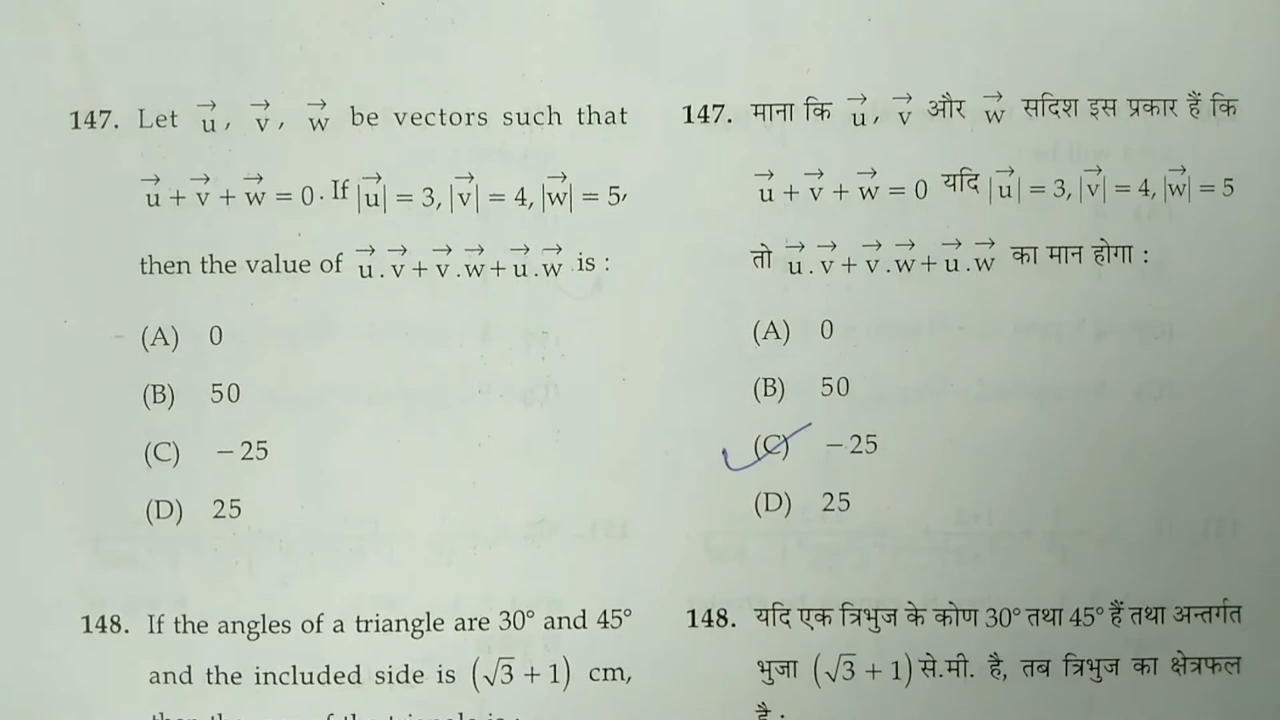 147. Let →u, →v, →w be vectors such that
→u + →v + →w = 0. If |→u| = 3, |→v| = 4, |→w| = 5,
then the value of →u.→v + →v.→w + →u.→w is :
(A) 0
(B) 50
(C) −25
(D) 25
148. If the angles of a triangle are 30° and 45°
and the included side is (√3 + 1) cm,
147. माना कि →u, →v और →w सदिश इस प्रकार हैं कि
→u + →v + →w = 0 यदि |→u| = 3, |→v| = 4, |→w| = 5
तो →u.→v + →v.→w + →u.→w का मान होगा :
(A) 0
(B) 50
(C) −25
(D) 25
148. यदि एक त्रिभुज के कोण 30° तथा 45° हैं तथा अन्तर्गत
भुजा (√3 + 1) से.मी. है, तब त्रिभुज का क्षेत्रफल
है :